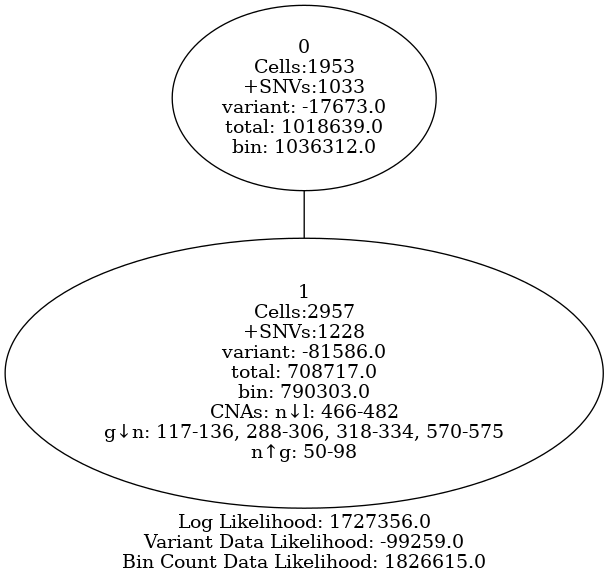 0
Cells:1953
+SNVs:1033
variant: -17673.0
total: 1018639.0
bin: 1036312.0
1
Cells:2957
+SNVs:1228
variant: -81586.0
total: 708717.0
bin: 790303.0
CNAs: n↓l: 466-482
g↓n: 117-136, 288-306, 318-334, 570-575
n↑g: 50-98
Log Likelihood: 1727356.0
Variant Data Likelihood: -99259.0
Bin Count Data Likelihood: 1826615.0